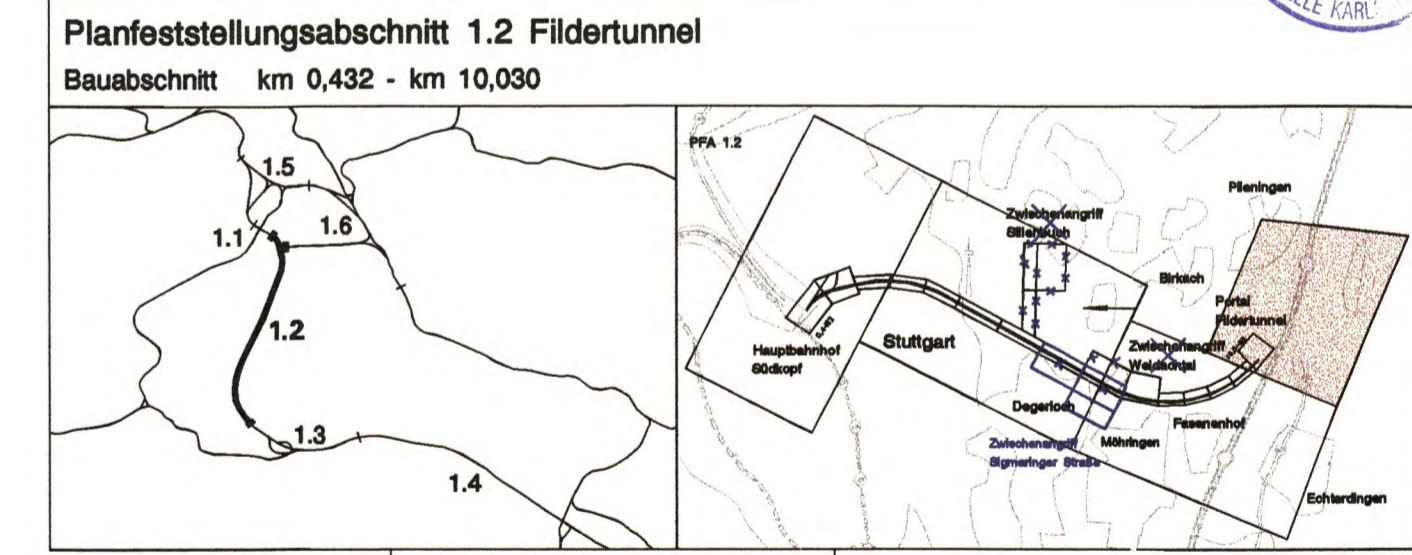 Planfeststellungsabschnitt 1.2 Fildertunnel
Bauabschnitt km 0,432 - km 10,030
1.5
1.6
1.1
1.2
1.3
1.4
PFA 1.2
Plieningen
Zwischenangriff
Sillenbuch
Birkach
Portal
Fildertunnel
Hauptbahnhof
Südkopf
Stuttgart
Zwischenangriff
Weidachtal
Degerloch
Fasanenhof
Zwischenangriff
Sigmaringer Straße
Möhringen
Echterdingen